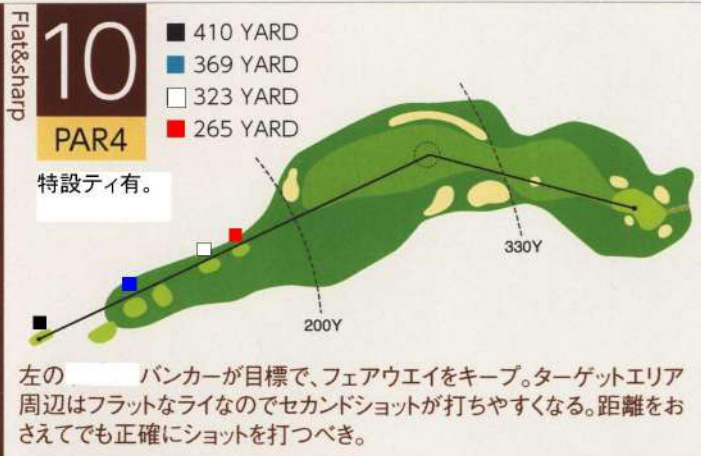 Flat&sharp
10
PAR4
410 YARD
369 YARD
323 YARD
265 YARD
特設ティ有。
330Y
200Y
左の バンカーが目標で、フェアウエイをキープ。ターゲットエリア
周辺はフラットなライなのでセカンドショットが打ちやすくなる。距離をお
さえてでも正確にショットを打つべき。